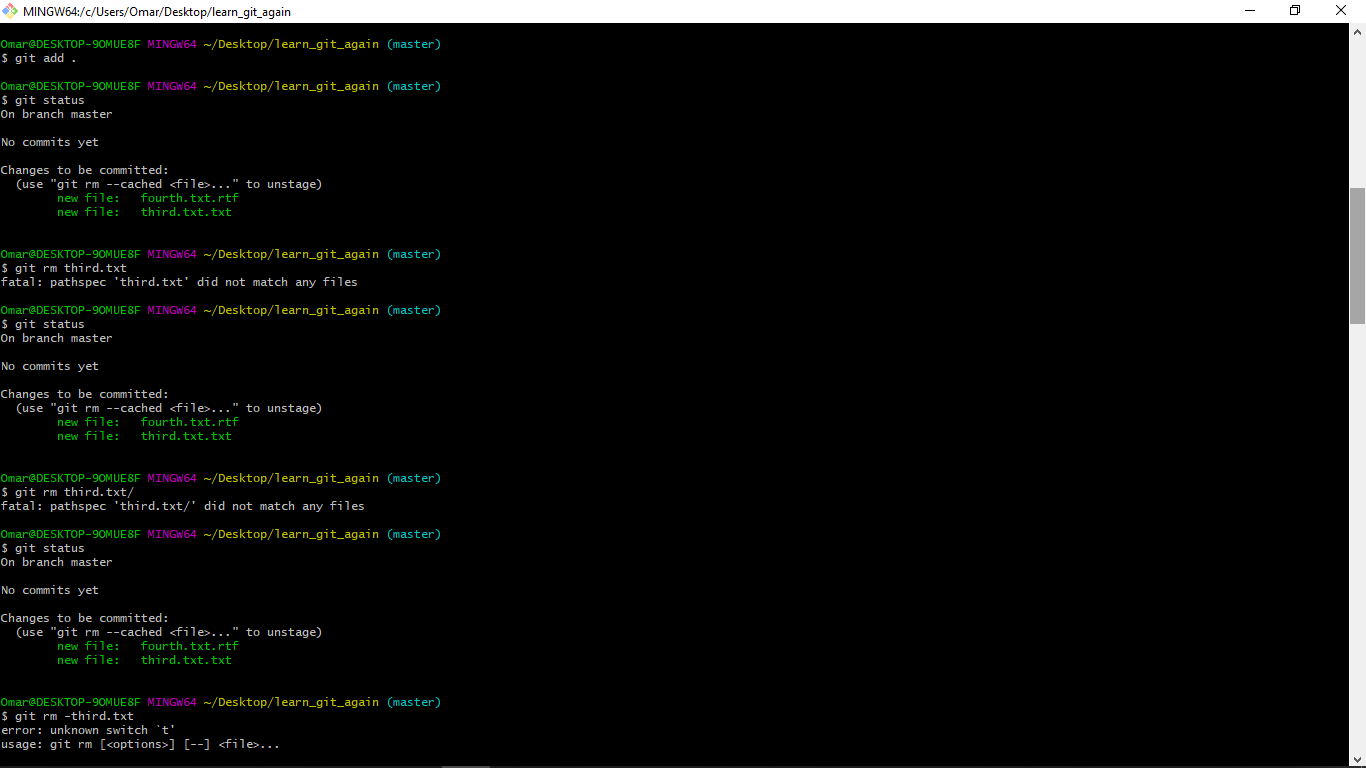 MINGW64:/c/Users/Omar/Desktop/learn_git_again
Omar@DESKTOP-9OMUE8F MINGW64 ~/Desktop/learn_git_again (master)
$ git add .
Omar@DESKTOP-9OMUE8F MINGW64 ~/Desktop/learn_git_again (master)
$ git status
On branch master
No commits yet
Changes to be committed:
  (use "git rm --cached <file>..." to unstage)
        new file:   fourth.txt.rtf
        new file:   third.txt.txt
Omar@DESKTOP-9OMUE8F MINGW64 ~/Desktop/learn_git_again (master)
$ git rm third.txt
fatal: pathspec 'third.txt' did not match any files
Omar@DESKTOP-9OMUE8F MINGW64 ~/Desktop/learn_git_again (master)
$ git status
On branch master
No commits yet
Changes to be committed:
  (use "git rm --cached <file>..." to unstage)
        new file:   fourth.txt.rtf
        new file:   third.txt.txt
Omar@DESKTOP-9OMUE8F MINGW64 ~/Desktop/learn_git_again (master)
$ git rm third.txt/
fatal: pathspec 'third.txt/' did not match any files
Omar@DESKTOP-9OMUE8F MINGW64 ~/Desktop/learn_git_again (master)
$ git status
On branch master
No commits yet
Changes to be committed:
  (use "git rm --cached <file>..." to unstage)
        new file:   fourth.txt.rtf
        new file:   third.txt.txt
Omar@DESKTOP-9OMUE8F MINGW64 ~/Desktop/learn_git_again (master)
$ git rm -third.txt
error: unknown switch `t'
usage: git rm [<options>] [--] <file>...